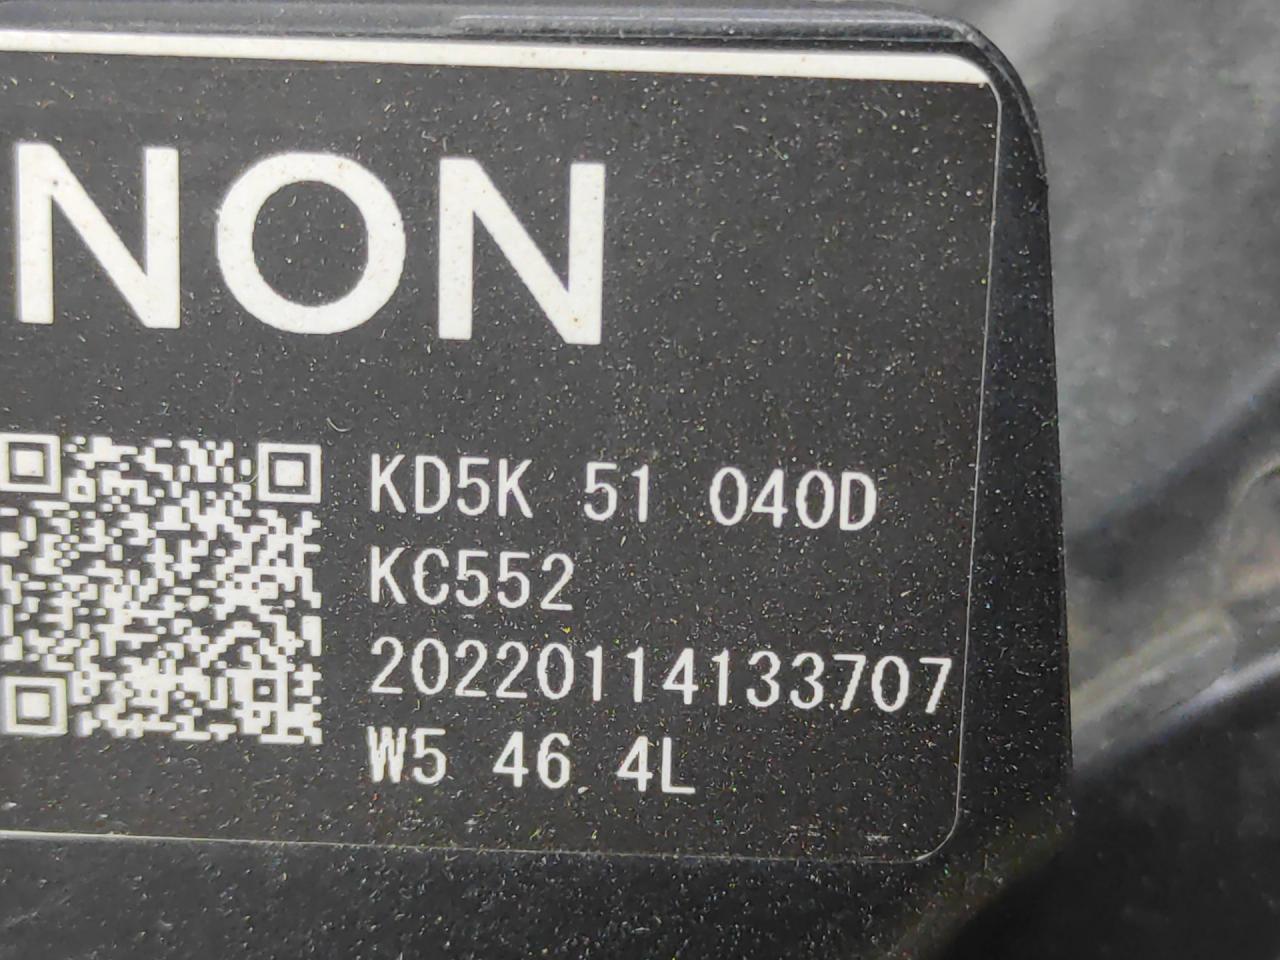 NON
KD5K 51 040D
KC552
20220114133707
W5 46 4L